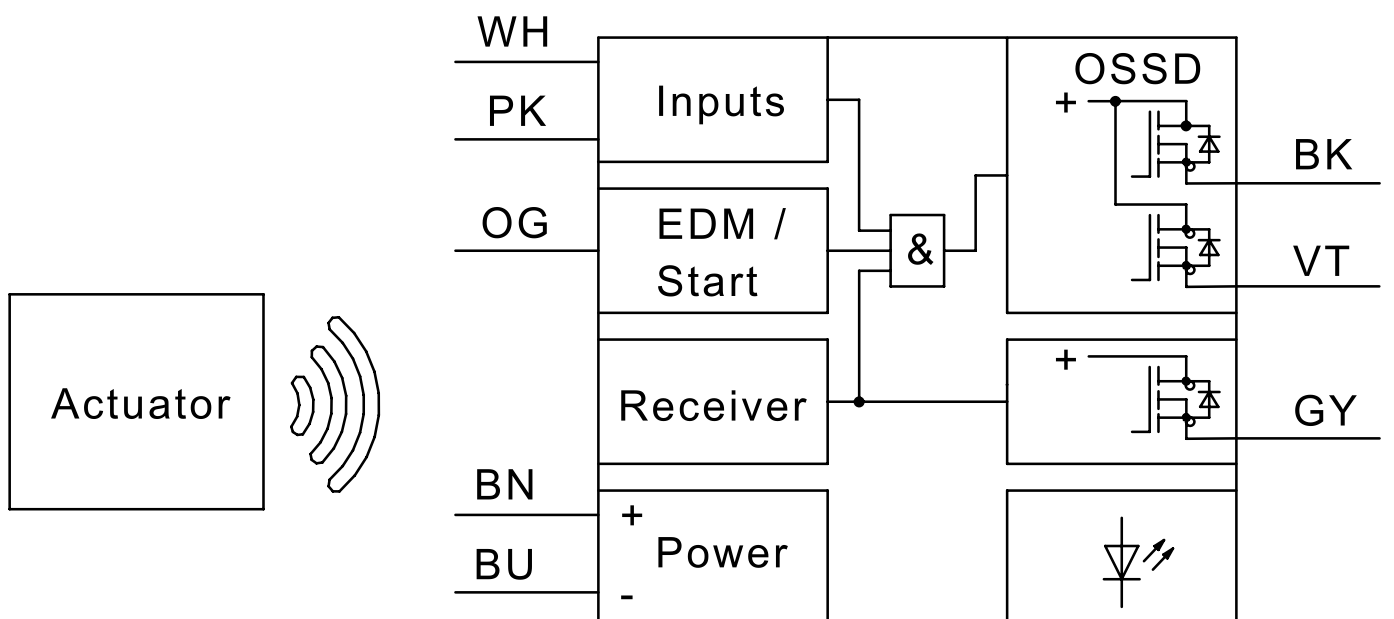 WH
PK
Inputs
OG
EDM /
Start
&
OSSD
+
BK
VT
Actuator
Receiver
+
GY
BN
BU
+
Power
-